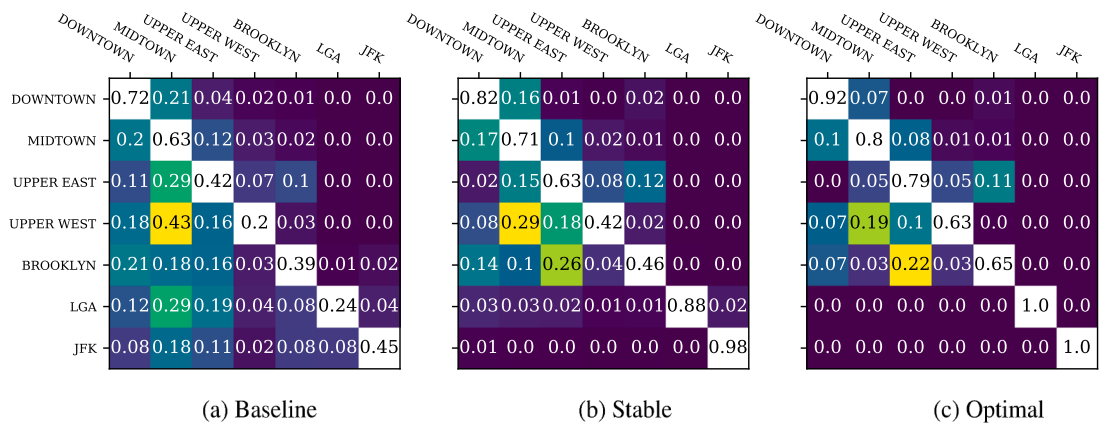 DOWNTOWN MIDTOWN UPPER EAST UPPER WEST BROOKLYN LGA JFK
DOWNTOWN 0.72 0.21 0.04 0.02 0.01 0.0 0.0
MIDTOWN 0.2 0.63 0.12 0.03 0.02 0.0 0.0
UPPER EAST 0.11 0.29 0.42 0.07 0.1 0.0 0.0
UPPER WEST 0.18 0.43 0.16 0.2 0.03 0.0 0.0
BROOKLYN 0.21 0.18 0.16 0.03 0.39 0.01 0.02
LGA 0.12 0.29 0.19 0.04 0.08 0.24 0.04
JFK 0.08 0.18 0.11 0.02 0.08 0.08 0.45
(a) Baseline
DOWNTOWN MIDTOWN UPPER EAST UPPER WEST BROOKLYN LGA JFK
0.82 0.16 0.01 0.0 0.02 0.0 0.0
0.17 0.71 0.1 0.02 0.01 0.0 0.0
0.02 0.15 0.63 0.08 0.12 0.0 0.0
0.08 0.29 0.18 0.42 0.02 0.0 0.0
0.14 0.1 0.26 0.04 0.46 0.0 0.0
0.03 0.03 0.02 0.01 0.01 0.88 0.02
0.01 0.0 0.0 0.0 0.0 0.0 0.98
(b) Stable
DOWNTOWN MIDTOWN UPPER EAST UPPER WEST BROOKLYN LGA JFK
0.92 0.07 0.0 0.0 0.01 0.0 0.0
0.1 0.8 0.08 0.01 0.01 0.0 0.0
0.0 0.05 0.79 0.05 0.11 0.0 0.0
0.07 0.19 0.1 0.63 0.0 0.0 0.0
0.07 0.03 0.22 0.03 0.65 0.0 0.0
0.0 0.0 0.0 0.0 0.0 1.0 0.0
0.0 0.0 0.0 0.0 0.0 0.0 1.0
(c) Optimal